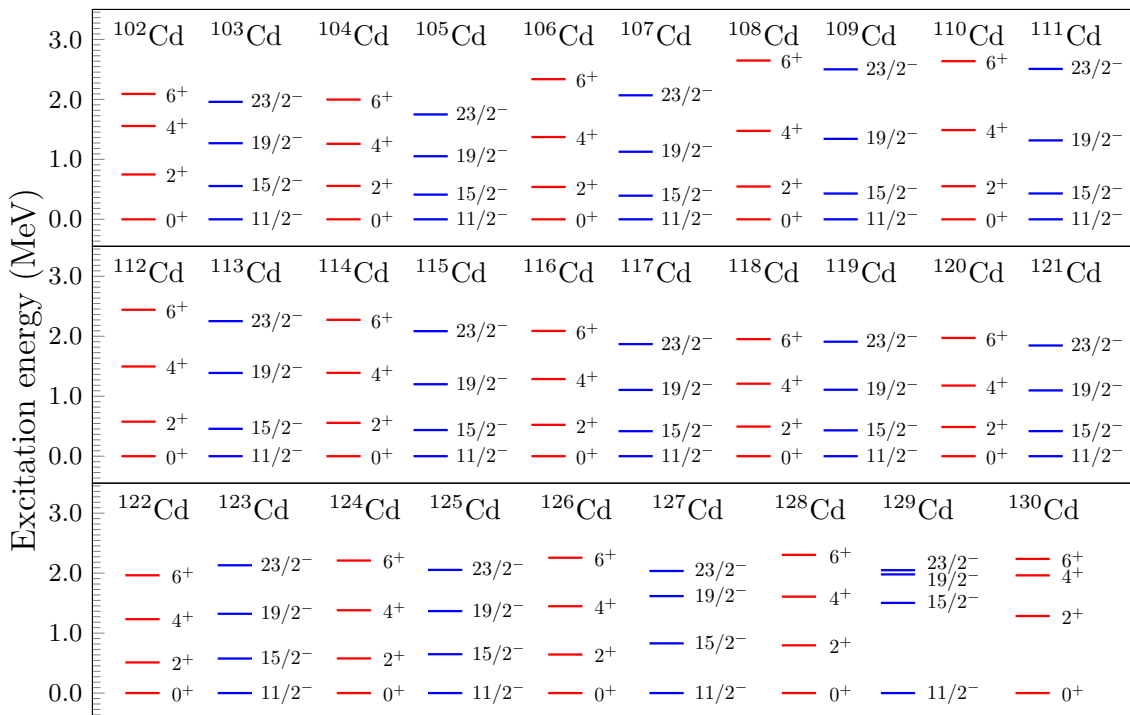 Excitation energy (MeV)
3.0
2.0
1.0
0.0
¹⁰²Cd ¹⁰³Cd ¹⁰⁴Cd ¹⁰⁵Cd ¹⁰⁶Cd ¹⁰⁷Cd ¹⁰⁸Cd ¹⁰⁹Cd ¹¹⁰Cd ¹¹¹Cd
6⁺ 23/2⁻ 6⁺ 23/2⁻ 6⁺ 23/2⁻ 6⁺ 23/2⁻ 6⁺ 23/2⁻
4⁺ 19/2⁻ 4⁺ 19/2⁻ 4⁺ 19/2⁻ 4⁺ 19/2⁻ 4⁺ 19/2⁻
2⁺ 15/2⁻ 2⁺ 15/2⁻ 2⁺ 15/2⁻ 2⁺ 15/2⁻ 2⁺ 15/2⁻
0⁺ 11/2⁻ 0⁺ 11/2⁻ 0⁺ 11/2⁻ 0⁺ 11/2⁻ 0⁺ 11/2⁻
3.0
2.0
1.0
0.0
¹¹²Cd ¹¹³Cd ¹¹⁴Cd ¹¹⁵Cd ¹¹⁶Cd ¹¹⁷Cd ¹¹⁸Cd ¹¹⁹Cd ¹²⁰Cd ¹²¹Cd
6⁺ 23/2⁻ 6⁺ 23/2⁻ 6⁺ 23/2⁻ 6⁺ 23/2⁻ 6⁺ 23/2⁻
4⁺ 19/2⁻ 4⁺ 19/2⁻ 4⁺ 19/2⁻ 4⁺ 19/2⁻ 4⁺ 19/2⁻
2⁺ 15/2⁻ 2⁺ 15/2⁻ 2⁺ 15/2⁻ 2⁺ 15/2⁻ 2⁺ 15/2⁻
0⁺ 11/2⁻ 0⁺ 11/2⁻ 0⁺ 11/2⁻ 0⁺ 11/2⁻ 0⁺ 11/2⁻
3.0
2.0
1.0
0.0
¹²²Cd ¹²³Cd ¹²⁴Cd ¹²⁵Cd ¹²⁶Cd ¹²⁷Cd ¹²⁸Cd ¹²⁹Cd ¹³⁰Cd
6⁺ 23/2⁻ 6⁺ 23/2⁻ 6⁺ 23/2⁻ 6⁺ 23/2⁻ 6⁺
4⁺ 19/2⁻ 4⁺ 19/2⁻ 4⁺ 19/2⁻ 4⁺ 19/2⁻ 4⁺
2⁺ 15/2⁻ 2⁺ 15/2⁻ 2⁺ 15/2⁻ 2⁺ 15/2⁻ 2⁺
0⁺ 11/2⁻ 0⁺ 11/2⁻ 0⁺ 11/2⁻ 0⁺ 11/2⁻ 0⁺